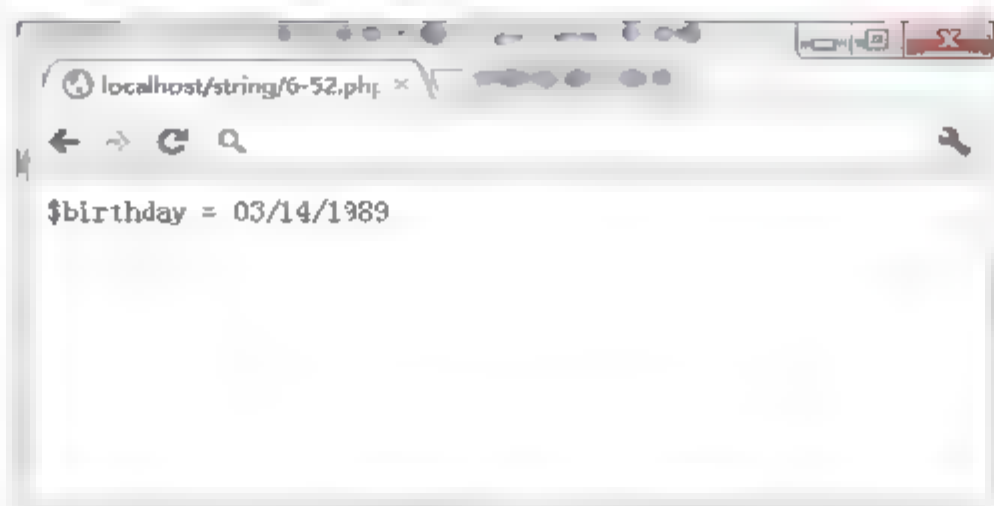 localhost/string/6-52.php
$birthday = 03/14/1989